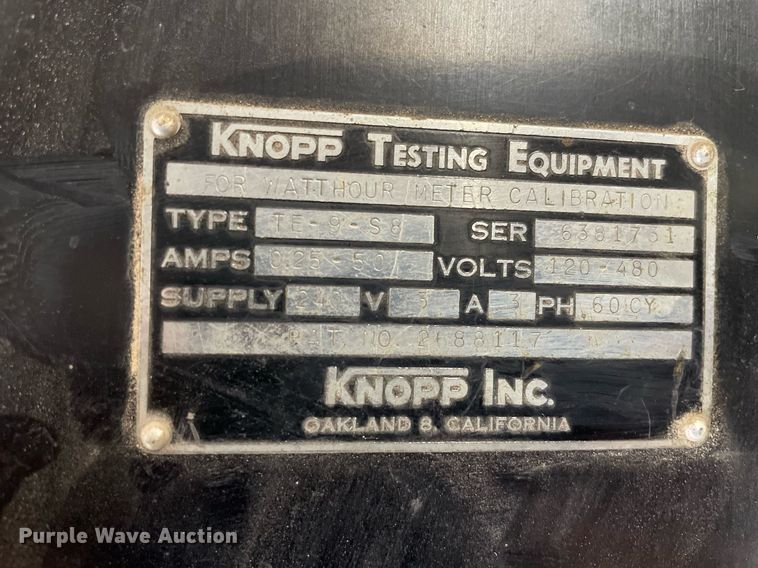 KNOPP TESTING EQUIPMENT
FOR WATTHOUR METER CALIBRATION
TYPE TE-9-S8 SER 6381731
AMPS 0.25-50 VOLTS 120-480
SUPPLY 240 V 5 A 3 PH 60CY
PAT. NO. 2688117
KNOPP INC.
OAKLAND 8, CALIFORNIA
Purple Wave Auction